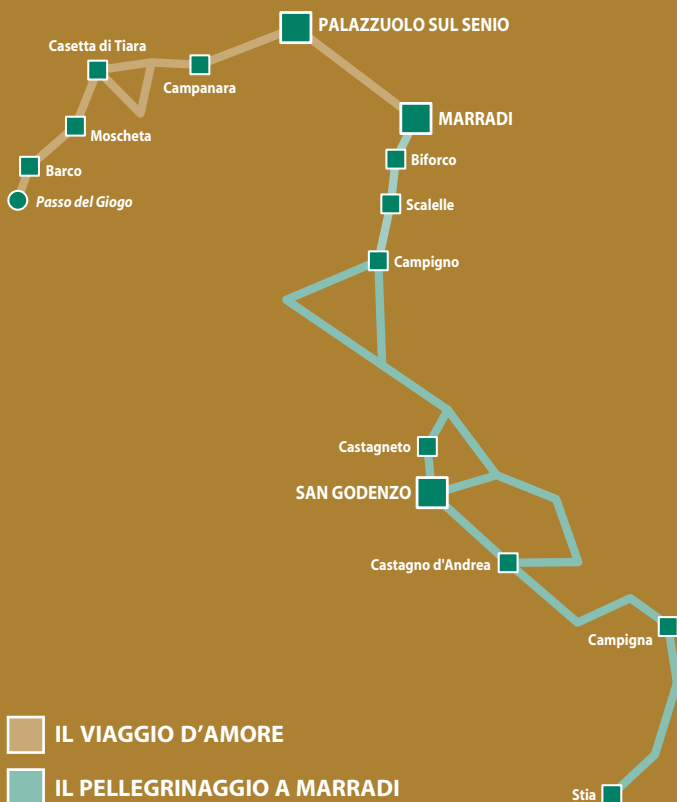 PALAZZUOLO SUL SENIO
Casetta di Tiara
Campanara
MARRADI
Moscheta
Biforco
Barco
Passo del Giogo
Scalelle
Campigno
Castagneto
SAN GODENZO
Castagno d'Andrea
Campigna
IL VIAGGIO D’AMORE
IL PELLEGRINAGGIO A MARRADI
Stia